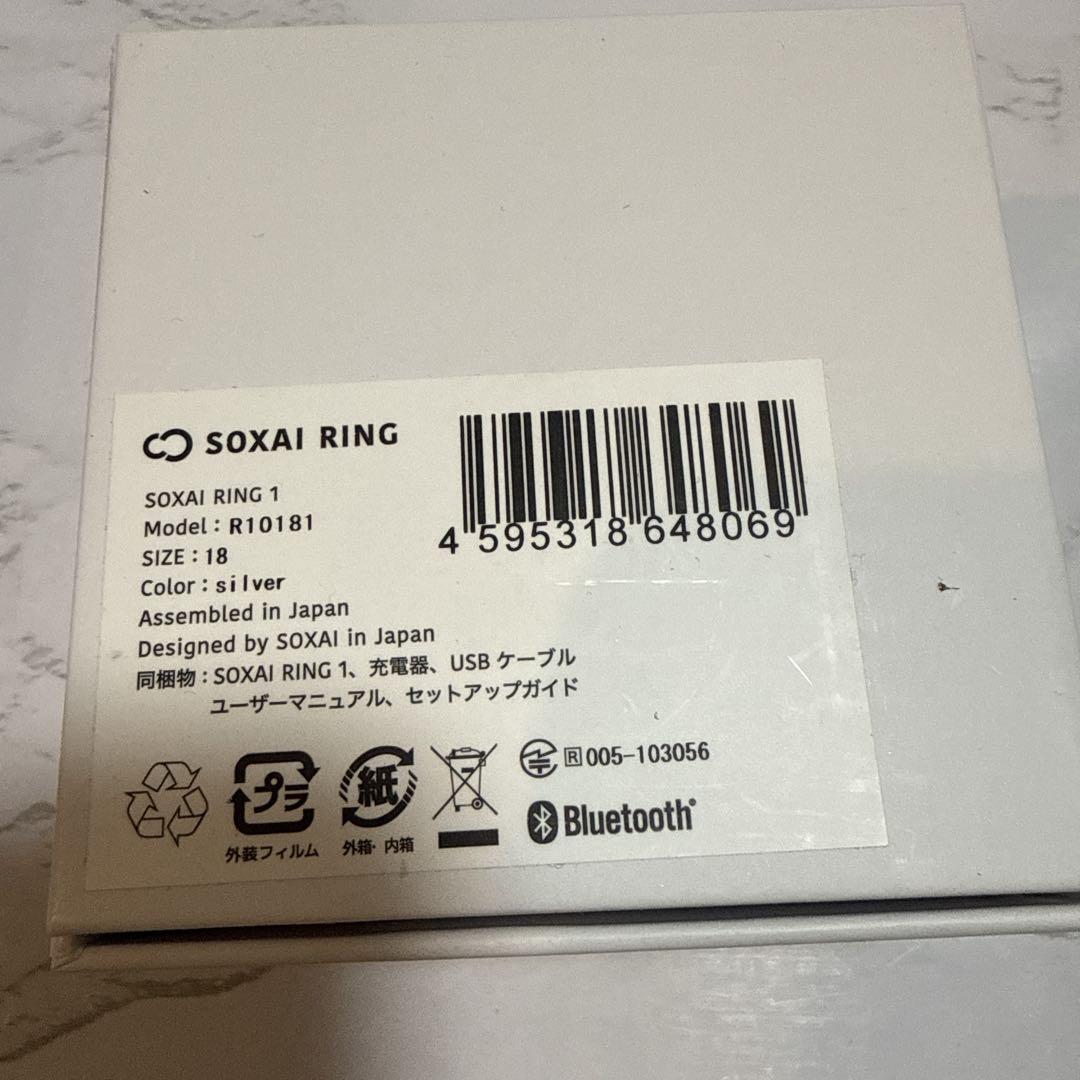 SOXAI RING
SOXAI RING 1
Model：R10181
SIZE：18
Color：silver
Assembled in Japan
Designed by SOXAI in Japan
同梱物：SOXAI RING 1、充電器、USB ケーブル
ユーザーマニュアル、セットアップガイド
4 595318 648069
プラ
外装フィルム
紙
外箱・内箱
R 005-103056
Bluetooth®